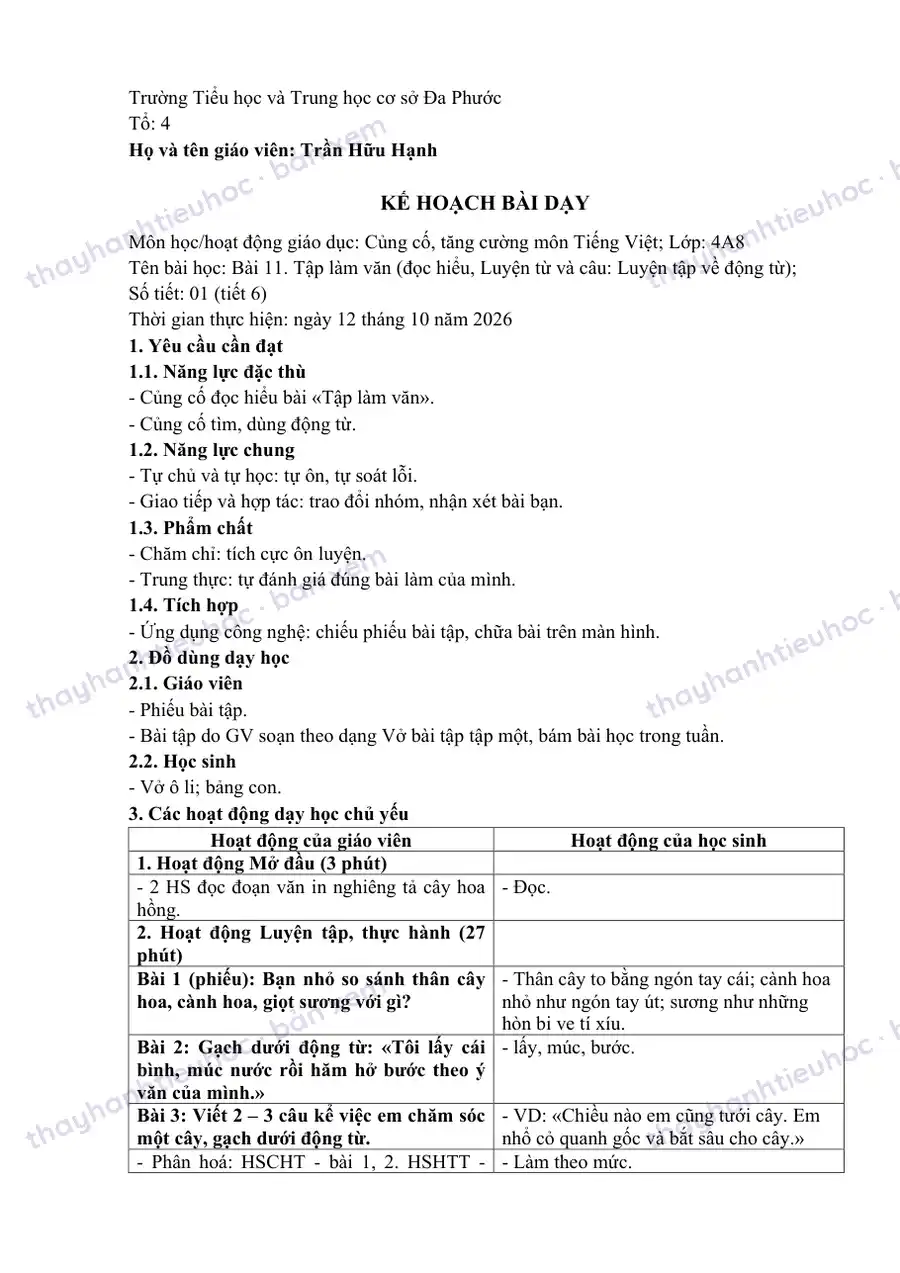 Trường Tiểu học và Trung học cơ sở Đa Phước
Tổ: 4
Họ và tên giáo viên: Trần Hữu Hạnh
KẾ HOẠCH BÀI DẠY
Môn học/hoạt động giáo dục: Củng cố, tăng cường môn Tiếng Việt; Lớp: 4A8
Tên bài học: Bài 11. Tập làm văn (đọc hiểu, Luyện từ và câu: Luyện tập về động từ);
Số tiết: 01 (tiết 6)
Thời gian thực hiện: ngày 12 tháng 10 năm 2026
1. Yêu cầu cần đạt
1.1. Năng lực đặc thù
- Củng cố đọc hiểu bài «Tập làm văn».
- Củng cố tìm, dùng động từ.
1.2. Năng lực chung
- Tự chủ và tự học: tự ôn, tự soát lỗi.
- Giao tiếp và hợp tác: trao đổi nhóm, nhận xét bài bạn.
1.3. Phẩm chất
- Chăm chỉ: tích cực ôn luyện.
- Trung thực: tự đánh giá đúng bài làm của mình.
1.4. Tích hợp
- Ứng dụng công nghệ: chiếu phiếu bài tập, chữa bài trên màn hình.
2. Đồ dùng dạy học
2.1. Giáo viên
- Phiếu bài tập.
- Bài tập do GV soạn theo dạng Vở bài tập tập một, bám bài học trong tuần.
2.2. Học sinh
- Vở ô li; bảng con.
3. Các hoạt động dạy học chủ yếu
Hoạt động của giáo viên
Hoạt động của học sinh
1. Hoạt động Mở đầu (3 phút)
- 2 HS đọc đoạn văn in nghiêng tả cây hoa
hồng.
- Đọc.
2. Hoạt động Luyện tập, thực hành (27
phút)
Bài 1 (phiếu): Bạn nhỏ so sánh thân cây
hoa, cành hoa, giọt sương với gì?
- Thân cây to bằng ngón tay cái; cành hoa
nhỏ như ngón tay út; sương như những
hòn bi ve tí xíu.
Bài 2: Gạch dưới động từ: «Tôi lấy cái
bình, múc nước rồi hăm hở bước theo ý
văn của mình.»
- lấy, múc, bước.
Bài 3: Viết 2 – 3 câu kể việc em chăm sóc
một cây, gạch dưới động từ.
- VD: «Chiều nào em cũng tưới cây. Em
nhổ cỏ quanh gốc và bắt sâu cho cây.»
- Phân hoá: HSCHT - bài 1, 2. HSHTT -
- Làm theo mức.
thayhanhtieuhoc · bản xem
thayhanhtieuhoc · b
thayhanhtieuhoc · bản xem
thayhanhtieuhoc · b
thayhanhtieuhoc · bản xem
thayhanhtieuhoc · b